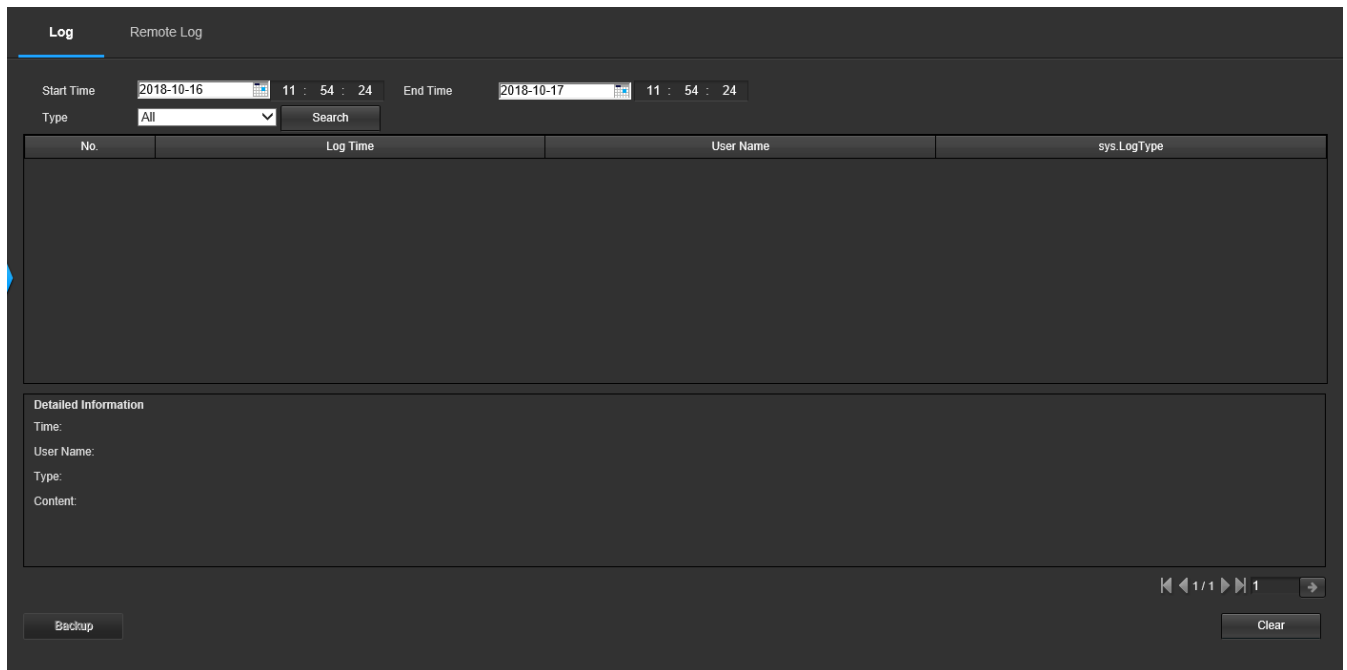 Log Remote Log
Start Time 2018-10-16 11 : 54 : 24 End Time 2018-10-17 11 : 54 : 24
Type All Search
No. Log Time User Name sys.LogType
Detailed Information
Time:
User Name:
Type:
Content:
1 / 1 1
Backup Clear